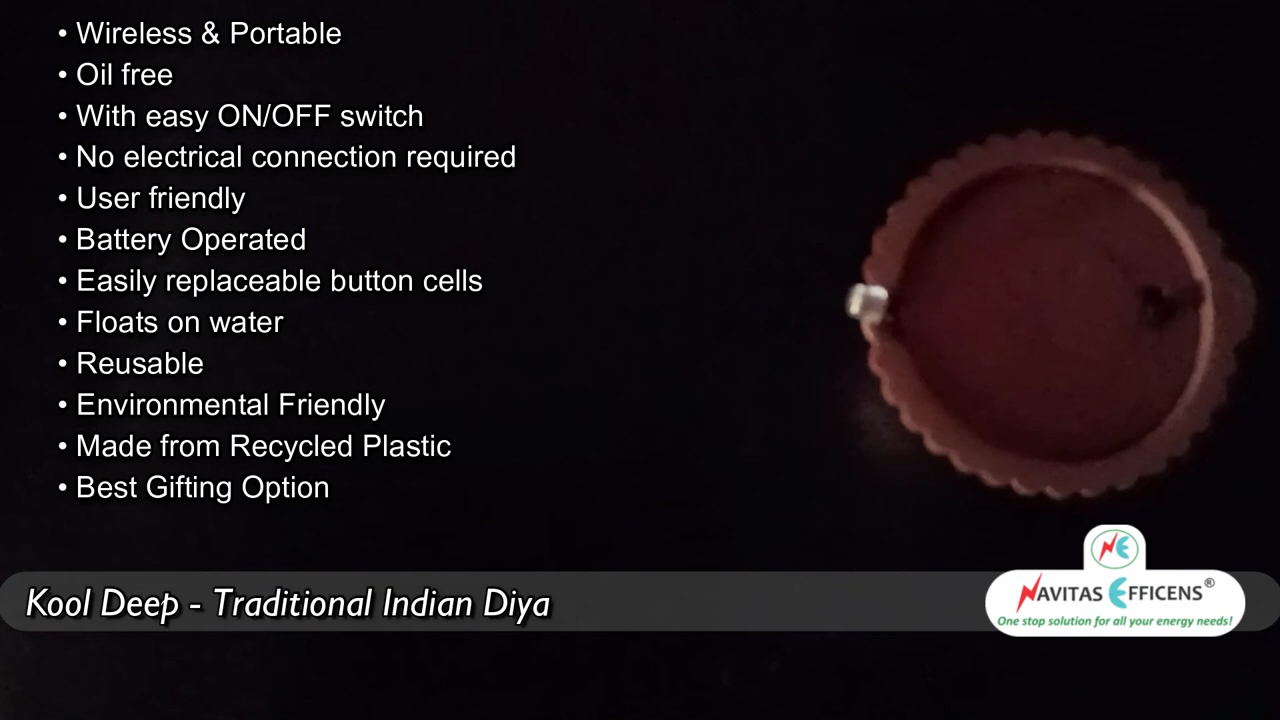 • Wireless & Portable
• Oil free
• With easy ON/OFF switch
• No electrical connection required
• User friendly
• Battery Operated
• Easily replaceable button cells
• Floats on water
• Reusable
• Environmental Friendly
• Made from Recycled Plastic
• Best Gifting Option
Kool Deep - Traditional Indian Diya
NE
NAVITAS EFFICENS®
One stop solution for all your energy needs!